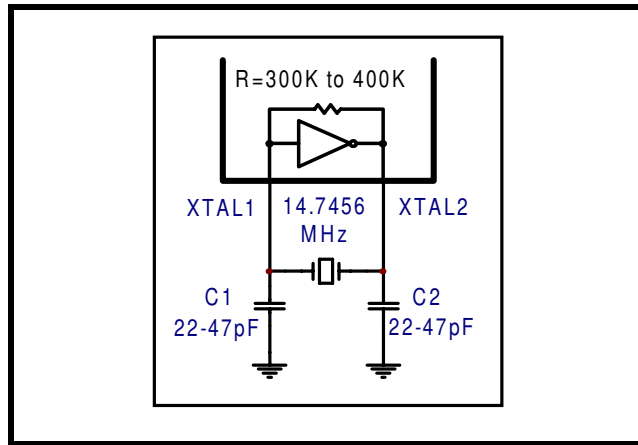 R=300K to 400K
XTAL1 14.7456 XTAL2
MHz
C1 C2
22-47pF 22-47pF